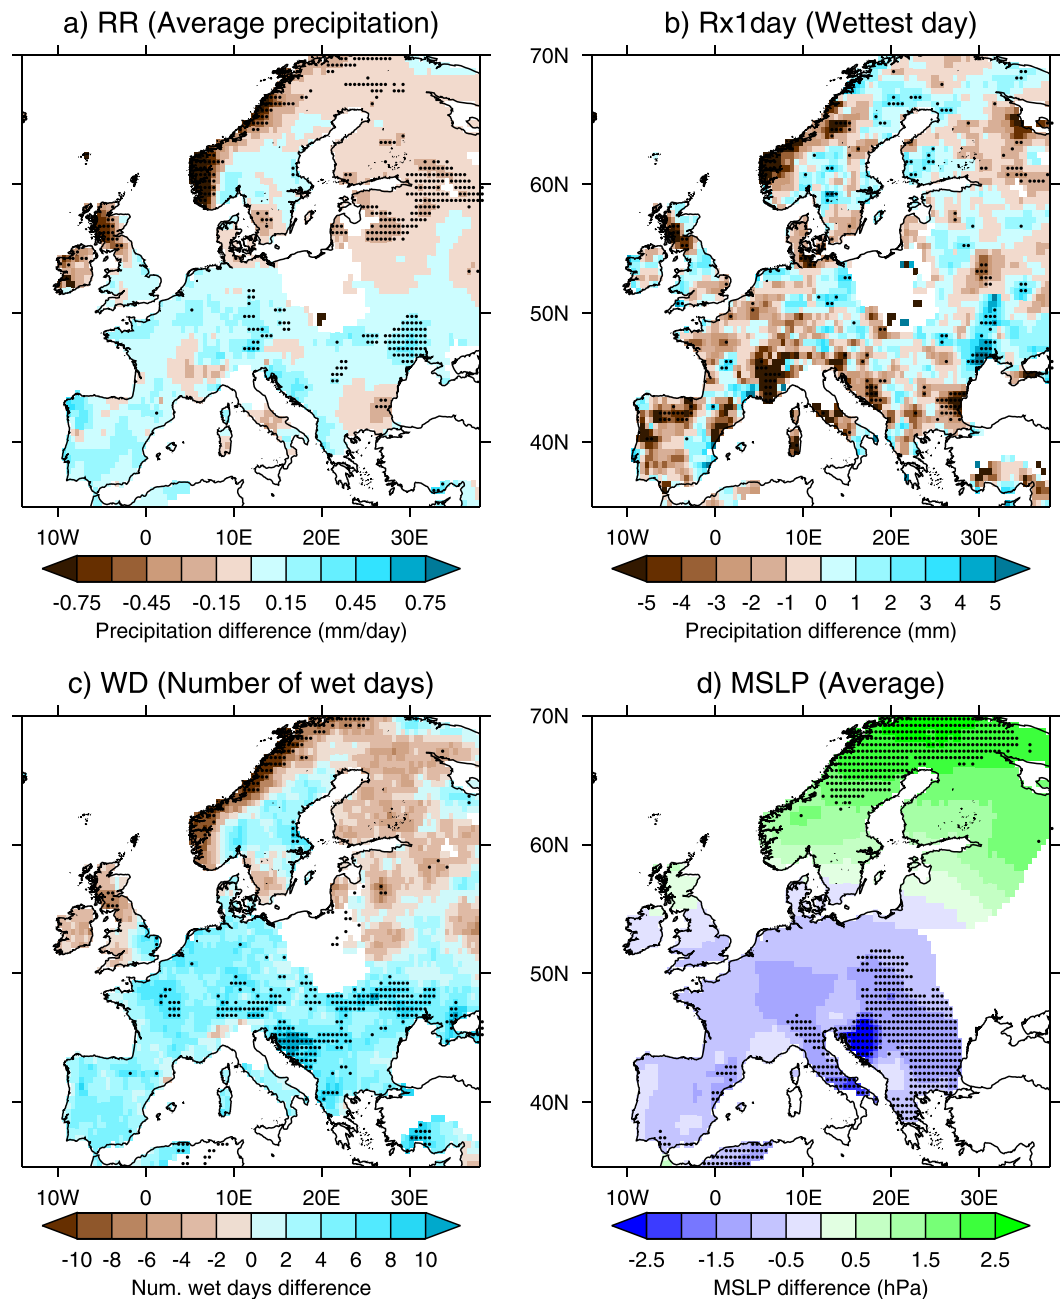 a) RR (Average precipitation)
b) Rx1day (Wettest day)
70N
60N
50N
40N
10W 0 10E 20E 30E
10W 0 10E 20E 30E
-0.75 -0.45 -0.15 0.15 0.45 0.75
Precipitation difference (mm/day)
-5 -4 -3 -2 -1 0 1 2 3 4 5
Precipitation difference (mm)
c) WD (Number of wet days)
d) MSLP (Average)
70N
60N
50N
40N
10W 0 10E 20E 30E
10W 0 10E 20E 30E
-10 -8 -6 -4 -2 0 2 4 6 8 10
Num. wet days difference
-2.5 -1.5 -0.5 0.5 1.5 2.5
MSLP difference (hPa)